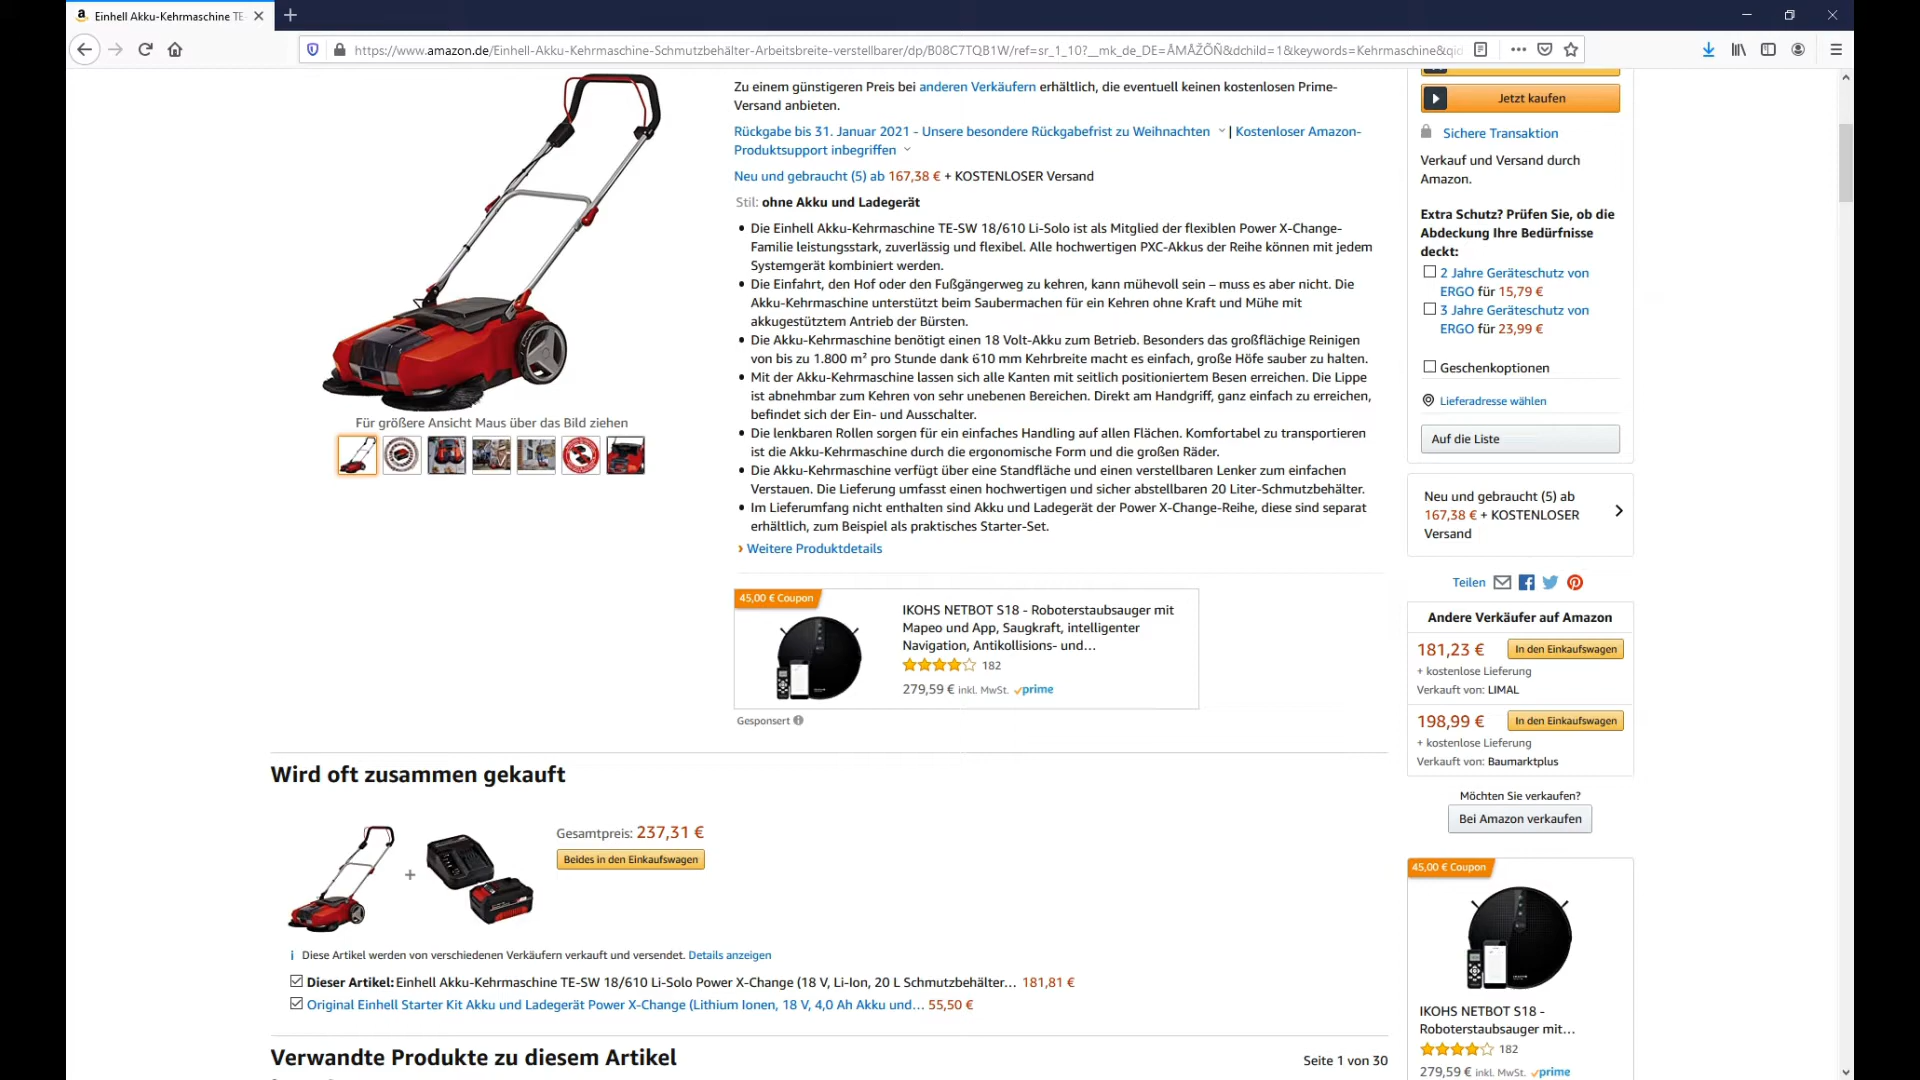 Einhell Akku-Kehrmaschine TE-
https://www.amazon.de/Einhell-Akku-Kehrmaschine-Schmutzbehälter-Arbeitsbreite-verstellbarer/dp/B08C7TQB1W/ref=sr_1_10?__mk_de_DE=ÅMÅŽÕÑ&dchild=1&keywords=Kehrmaschine&qid
Für größere Ansicht Maus über das Bild ziehen
Zu einem günstigeren Preis bei anderen Verkäufern erhältlich, die eventuell keinen kostenlosen Prime-
Versand anbieten.
Rückgabe bis 31. Januar 2021 - Unsere besondere Rückgabefrist zu Weihnachten | Kostenloser Amazon-
Produktsupport inbegriffen
Neu und gebraucht (5) ab 167,38 € + KOSTENLOSER Versand
Stil: ohne Akku und Ladegerät
• Die Einhell Akku-Kehrmaschine TE-SW 18/610 Li-Solo ist als Mitglied der flexiblen Power X-Change-
Familie leistungsstark, zuverlässig und flexibel. Alle hochwertigen PXC-Akkus der Reihe können mit jedem
Systemgerät kombiniert werden.
• Die Einfahrt, den Hof oder den Fußgängerweg zu kehren, kann mühevoll sein – muss es aber nicht. Die
Akku-Kehrmaschine unterstützt beim Saubermachen für ein Kehren ohne Kraft und Mühe mit
akkugestütztem Antrieb der Bürsten.
• Die Akku-Kehrmaschine benötigt einen 18 Volt-Akku zum Betrieb. Besonders das großflächige Reinigen
von bis zu 1.800 m² pro Stunde dank 610 mm Kehrbreite macht es einfach, große Höfe sauber zu halten.
• Mit der Akku-Kehrmaschine lassen sich alle Kanten mit seitlich positioniertem Besen erreichen. Die Lippe
ist abnehmbar zum Kehren von sehr unebenen Bereichen. Direkt am Handgriff, ganz einfach zu erreichen,
befindet sich der Ein- und Ausschalter.
• Die lenkbaren Rollen sorgen für ein einfaches Handling auf allen Flächen. Komfortabel zu transportieren
ist die Akku-Kehrmaschine durch die ergonomische Form und die großen Räder.
• Die Akku-Kehrmaschine verfügt über eine Standfläche und einen verstellbaren Lenker zum einfachen
Verstauen. Die Lieferung umfasst einen hochwertigen und sicher abstellbaren 20 Liter-Schmutzbehälter.
• Im Lieferumfang nicht enthalten sind Akku und Ladegerät der Power X-Change-Reihe, diese sind separat
erhältlich, zum Beispiel als praktisches Starter-Set.
› Weitere Produktdetails
45,00 € Coupon
IKOHS NETBOT S18 - Roboterstaubsauger mit
Mapeo und App, Saugkraft, intelligenter
Navigation, Antikollisions- und…
182
279,59 € inkl. MwSt. prime
Gesponsert
Wird oft zusammen gekauft
+
Gesamtpreis: 237,31 €
Beides in den Einkaufswagen
i Diese Artikel werden von verschiedenen Verkäufern verkauft und versendet. Details anzeigen
Dieser Artikel: Einhell Akku-Kehrmaschine TE-SW 18/610 Li-Solo Power X-Change (18 V, Li-Ion, 20 L Schmutzbehälter… 181,81 €
Original Einhell Starter Kit Akku und Ladegerät Power X-Change (Lithium Ionen, 18 V, 4,0 Ah Akku und… 55,50 €
Verwandte Produkte zu diesem Artikel
Seite 1 von 30
Jetzt kaufen
Sichere Transaktion
Verkauf und Versand durch
Amazon.
Extra Schutz? Prüfen Sie, ob die
Abdeckung Ihre Bedürfnisse
deckt:
2 Jahre Geräteschutz von
ERGO für 15,79 €
3 Jahre Geräteschutz von
ERGO für 23,99 €
Geschenkoptionen
Lieferadresse wählen
Auf die Liste
Neu und gebraucht (5) ab
167,38 € + KOSTENLOSER
Versand
Teilen
Andere Verkäufer auf Amazon
181,23 € In den Einkaufswagen
+ kostenlose Lieferung
Verkauft von: LIMAL
198,99 € In den Einkaufswagen
+ kostenlose Lieferung
Verkauft von: Baumarktplus
Möchten Sie verkaufen?
Bei Amazon verkaufen
45,00 € Coupon
IKOHS NETBOT S18 -
Roboterstaubsauger mit…
182
279,59 € inkl. MwSt. prime